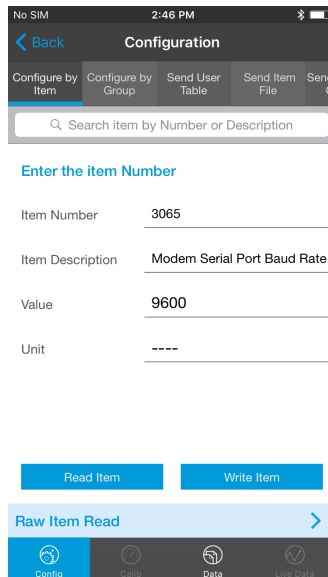 No SIM 2:46 PM
Back Configuration
Configure by Item Configure by Group Send User Table Send Item File
Search item by Number or Description
Enter the item Number
Item Number 3065
Item Description Modem Serial Port Baud Rate
Value 9600
Unit ----
Read Item Write Item
Raw Item Read
Config Calib Data Live Data